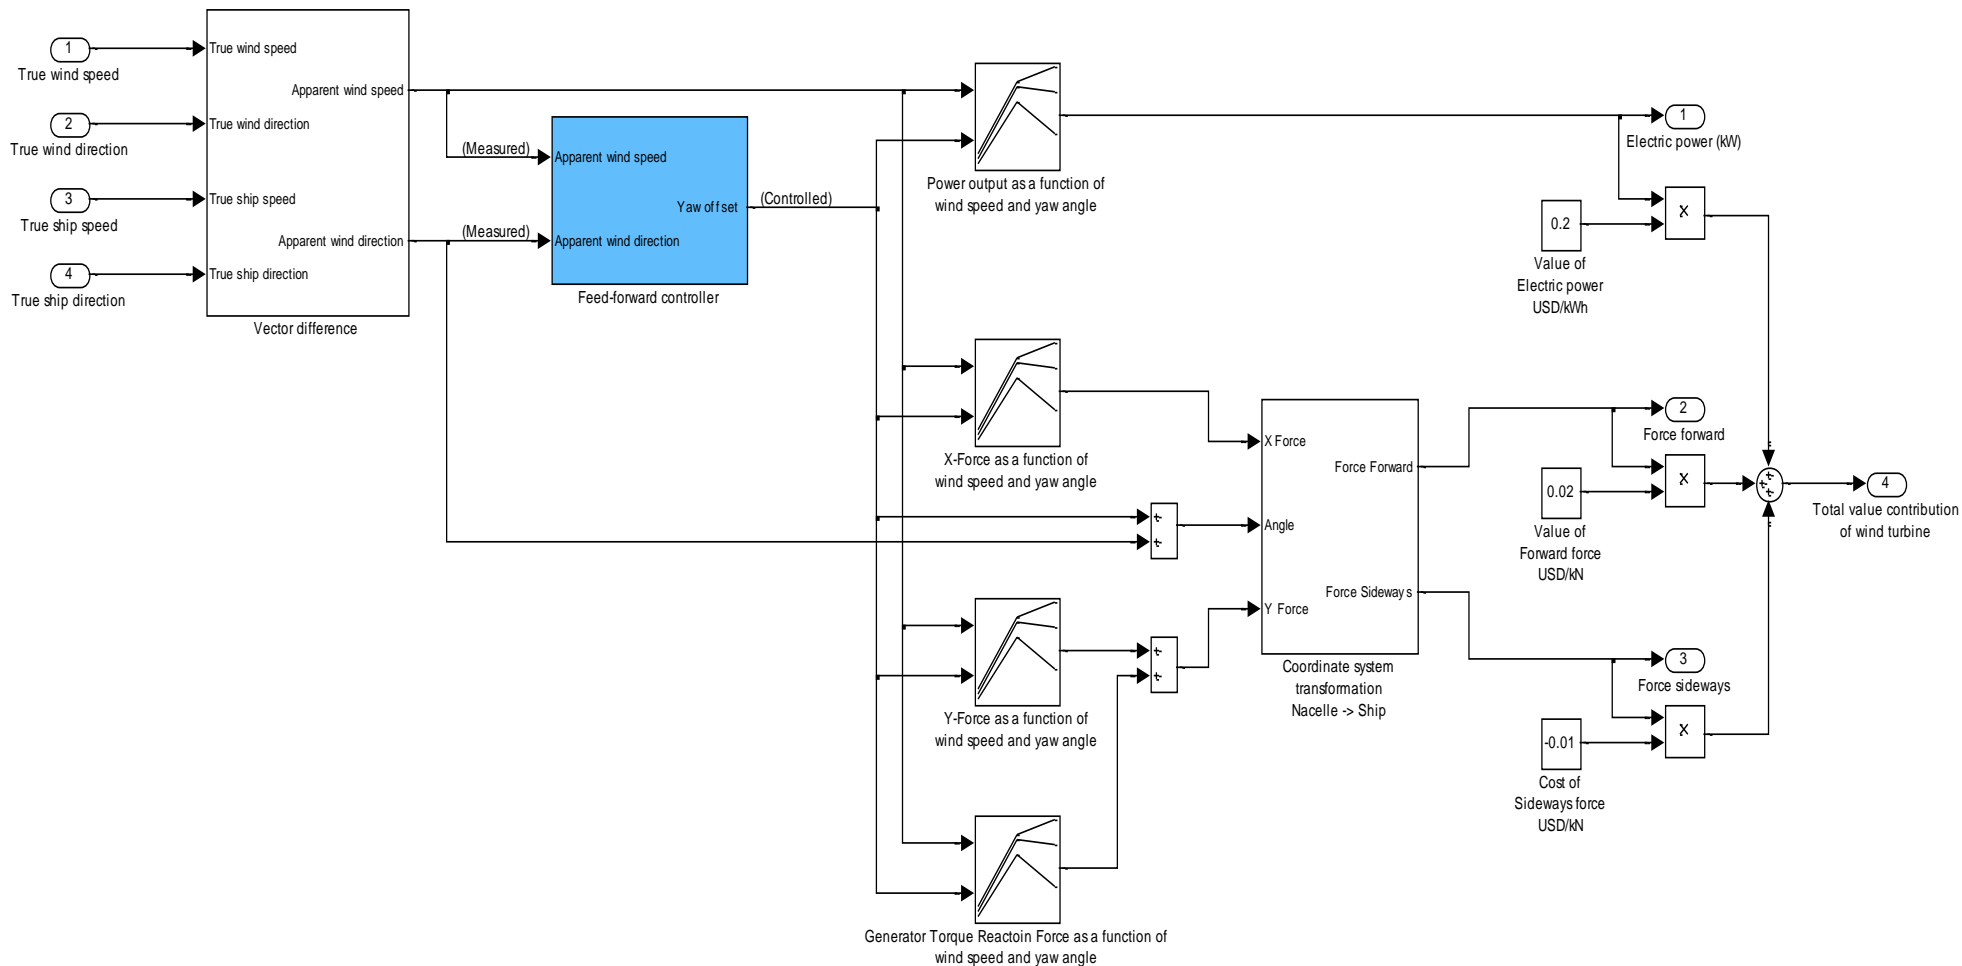 1
True wind speed
2
True wind direction
3
True ship speed
4
True ship direction
True wind speed
True wind direction
True ship speed
True ship direction
Apparent wind speed
Apparent wind direction
Vector difference
(Measured)
(Measured)
Apparent wind speed
Apparent wind direction
Yaw offset
Feed-forward controller
(Controlled)
Power output as a function of
wind speed and yaw angle
X-Force as a function of
wind speed and yaw angle
+
+
Y-Force as a function of
wind speed and yaw angle
+
+
Generator Torque Reactoin Force as a function of
wind speed and yaw angle
X Force
Angle
Y Force
Force Forward
Force Sideways
Coordinate system
transformation
Nacelle -> Ship
1
Electric power (kW)
0.2
Value of
Electric power
USD/kWh
X
2
Force forward
0.02
Value of
Forward force
USD/kN
X
3
Force sideways
-0.01
Cost of
Sideways force
USD/kN
X
+
+
+
4
Total value contribution
of wind turbine